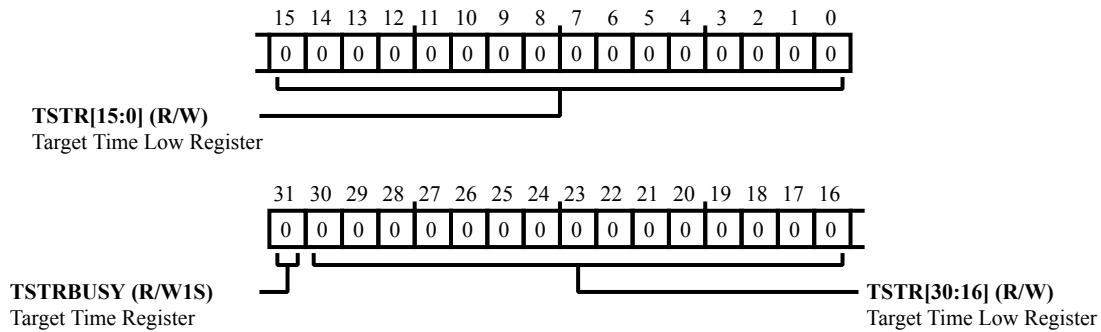 15 14 13 12 11 10 9 8 7 6 5 4 3 2 1 0
0 0 0 0 0 0 0 0 0 0 0 0 0 0 0 0
TSTR[15:0] (R/W)
Target Time Low Register
31 30 29 28 27 26 25 24 23 22 21 20 19 18 17 16
0 0 0 0 0 0 0 0 0 0 0 0 0 0 0 0
TSTRBUSY (R/W1S)
Target Time Register
TSTR[30:16] (R/W)
Target Time Low Register